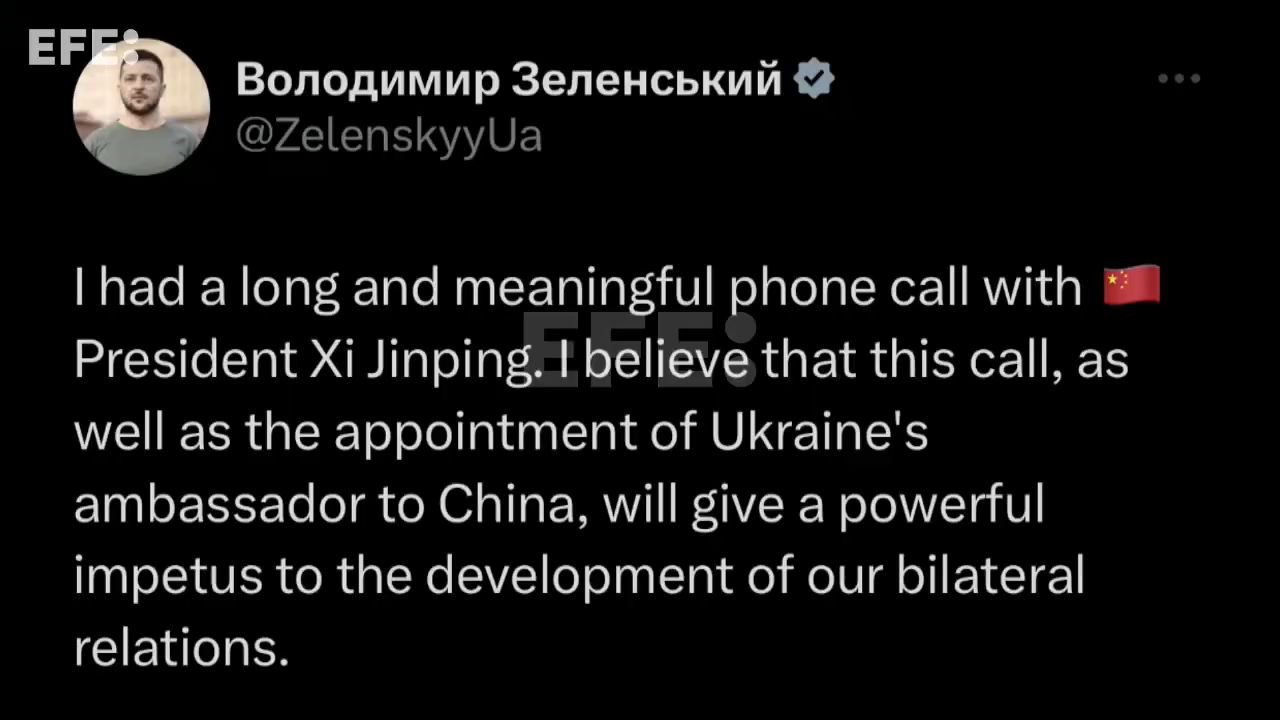 EFE:
Володимир Зеленський
@ZelenskyyUa
I had a long and meaningful phone call with 🇨🇳
President Xi Jinping. I believe that this call, as
well as the appointment of Ukraine's
ambassador to China, will give a powerful
impetus to the development of our bilateral
relations.
EFE: